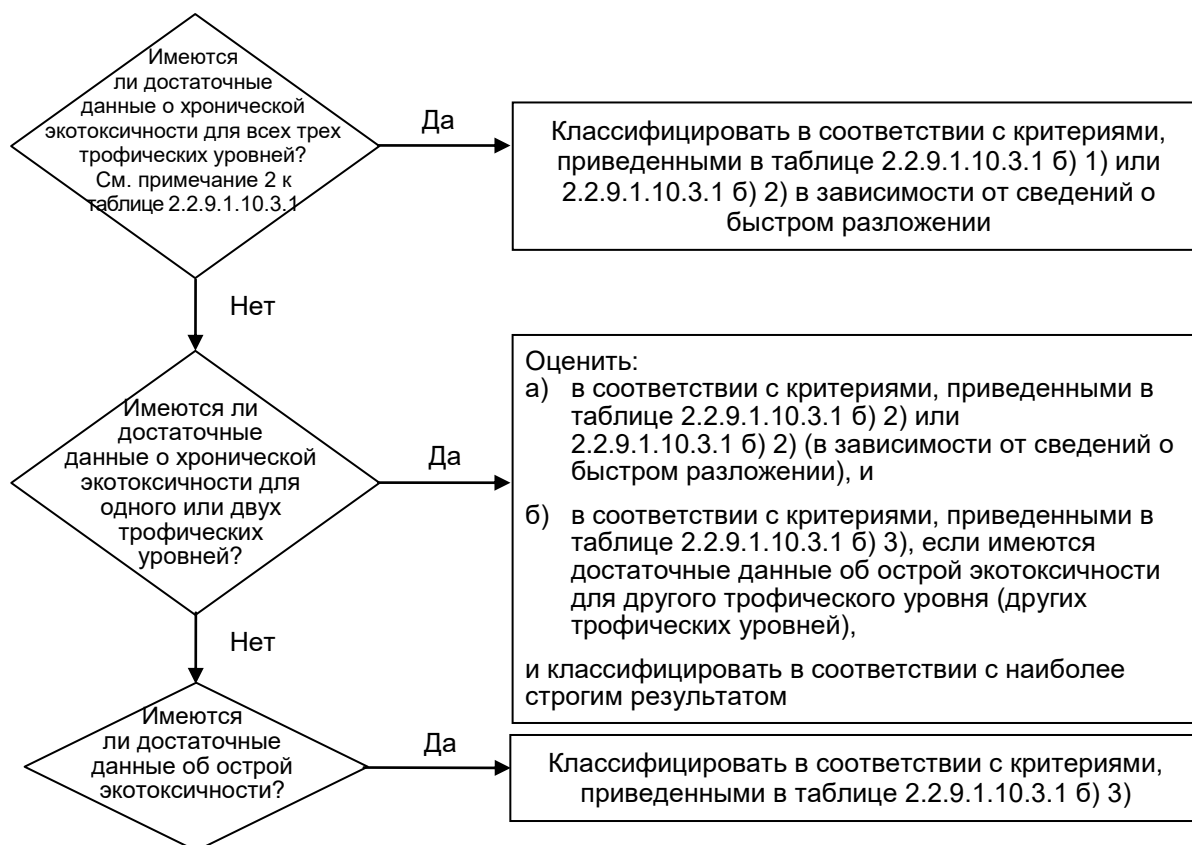 Имеются
ли достаточные
данные о хронической
экотоксичности для всех трех
трофических уровней?
См. примечание 2 к
таблице 2.2.9.1.10.3.1
Да
Классифицировать в соответствии с критериями,
приведенными в таблице 2.2.9.1.10.3.1 б) 1) или
2.2.9.1.10.3.1 б) 2) в зависимости от сведений о
быстром разложении
Нет
Имеются ли
достаточные
данные о хронической
экотоксичности для
одного или двух
трофических
уровней?
Да
Оценить:
а) в соответствии с критериями, приведенными в
таблице 2.2.9.1.10.3.1 б) 2) или
2.2.9.1.10.3.1 б) 2) (в зависимости от сведений о
быстром разложении), и
б) в соответствии с критериями, приведенными в
таблице 2.2.9.1.10.3.1 б) 3), если имеются
достаточные данные об острой экотоксичности
для другого трофического уровня (других
трофических уровней),
и классифицировать в соответствии с наиболее
строгим результатом
Нет
Имеются
ли достаточные
данные об острой
экотоксичности?
Да
Классифицировать в соответствии с критериями,
приведенными в таблице 2.2.9.1.10.3.1 б) 3)